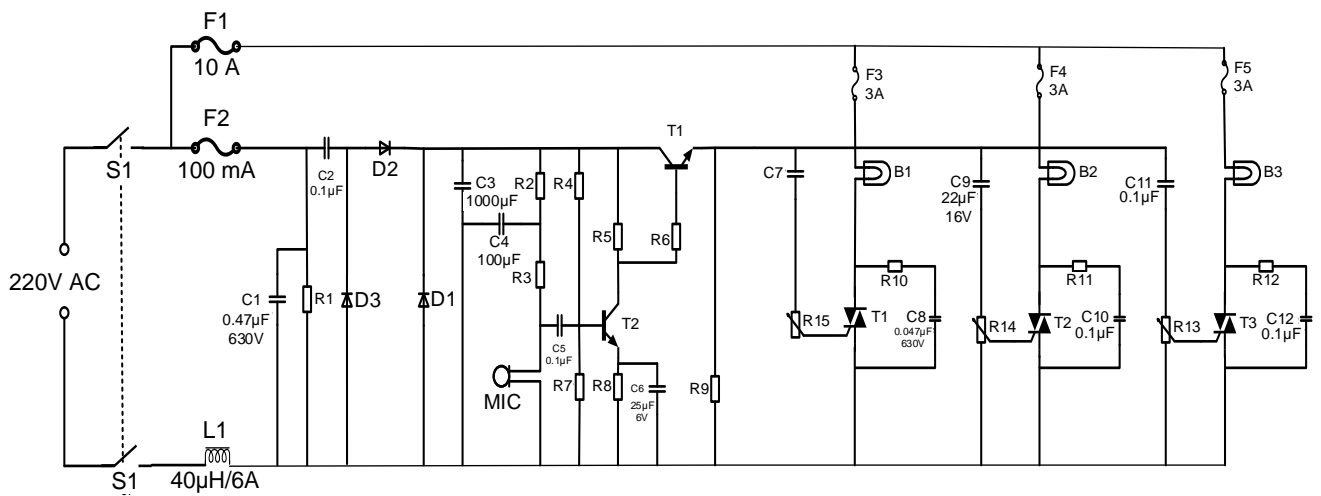 F1
10 A
F2
100 mA
S1
220V AC
S1
L1
40µH/6A
C1
0.47µF
630V
R1
C2
0.1µF
D3
D2
D1
C3
1000µF
C4
100µF
R2
R3
R4
C5
0.1µF
MIC
R5
R6
T1
T2
R7
R8
C6
25µF
6V
R9
C7
R15
F3
3A
B1
R10
T1
C8
0.047µF
630V
C9
22µF
16V
R14
F4
3A
B2
R11
T2
C10
0.1µF
C11
0.1µF
R13
F5
3A
B3
R12
T3
C12
0.1µF